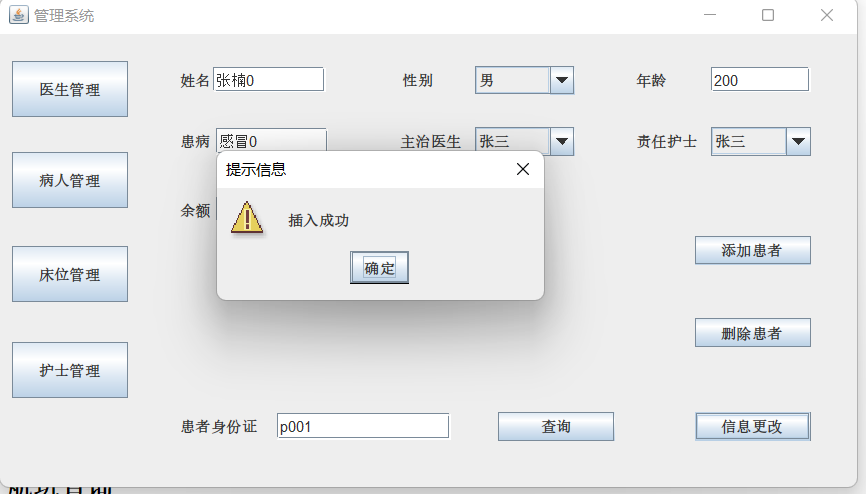 管理系统
医生管理
病人管理
床位管理
护士管理
姓名 张楠0 性别 男 年龄 200
患病 感冒0 主治医生 张三 责任护士 张三
余额
提示信息
插入成功
确定
添加患者
删除患者
患者身份证 p001 查询 信息更改